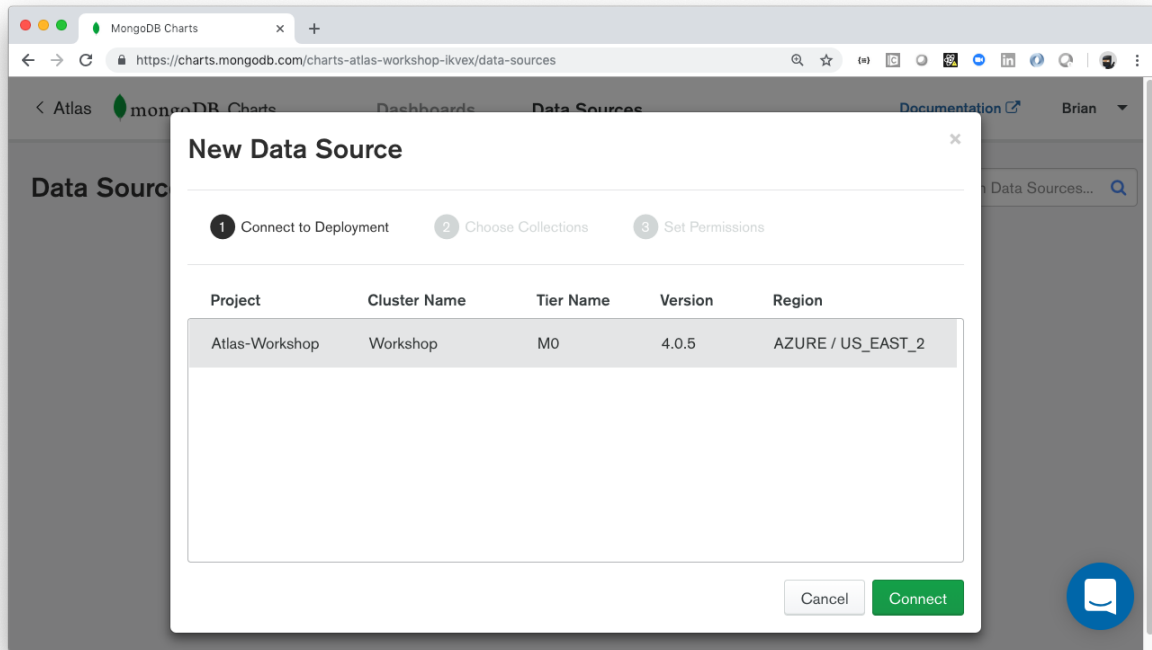 MongoDB Charts
https://charts.mongodb.com/charts-atlas-workshop-ikvex/data-sources
Atlas mongoDB Charts Dashboards Data Sources Documentation Brian
New Data Source
Data Sourc
n Data Sources...
1 Connect to Deployment 2 Choose Collections 3 Set Permissions
Project Cluster Name Tier Name Version Region
Atlas-Workshop Workshop M0 4.0.5 AZURE / US_EAST_2
Cancel Connect